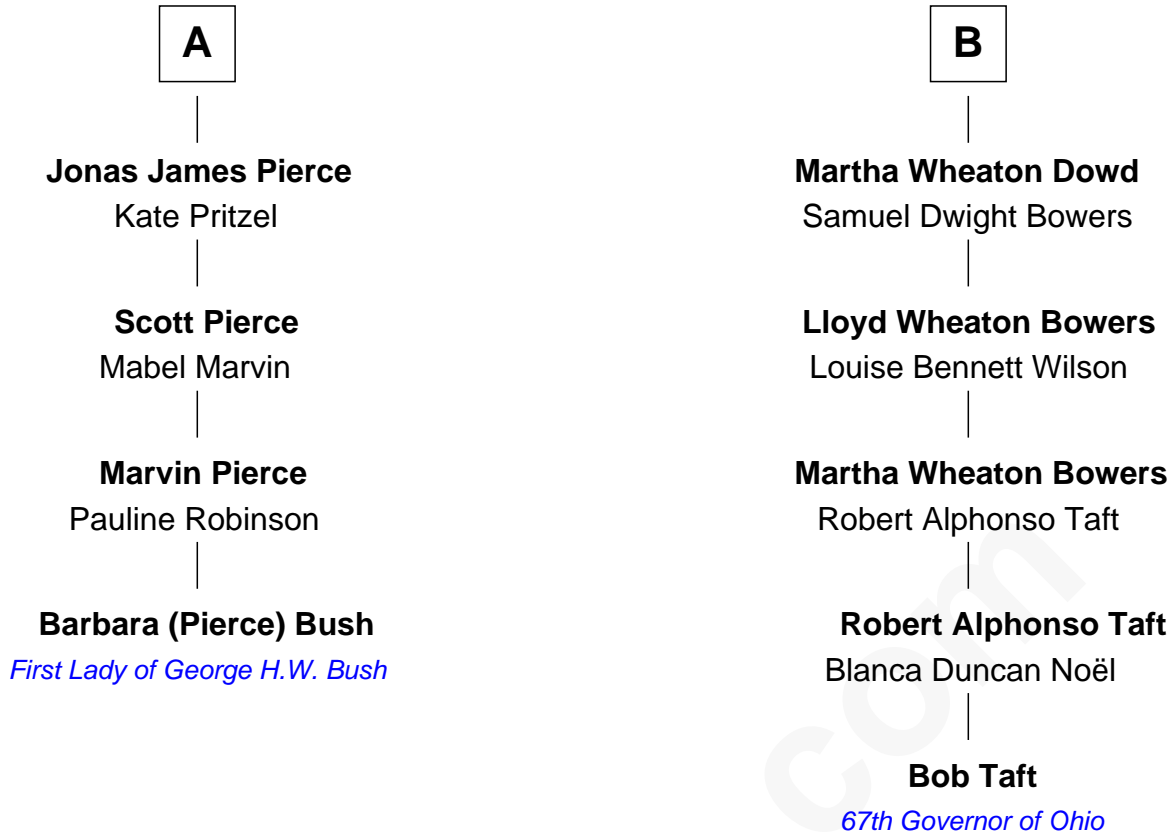 A
Jonas James Pierce
Kate Pritzel
Scott Pierce
Mabel Marvin
Marvin Pierce
Pauline Robinson
Barbara (Pierce) Bush
First Lady of George H.W. Bush
B
Martha Wheaton Dowd
Samuel Dwight Bowers
Lloyd Wheaton Bowers
Louise Bennett Wilson
Martha Wheaton Bowers
Robert Alphonso Taft
Robert Alphonso Taft
Blanca Duncan Noël
Bob Taft
67th Governor of Ohio
com